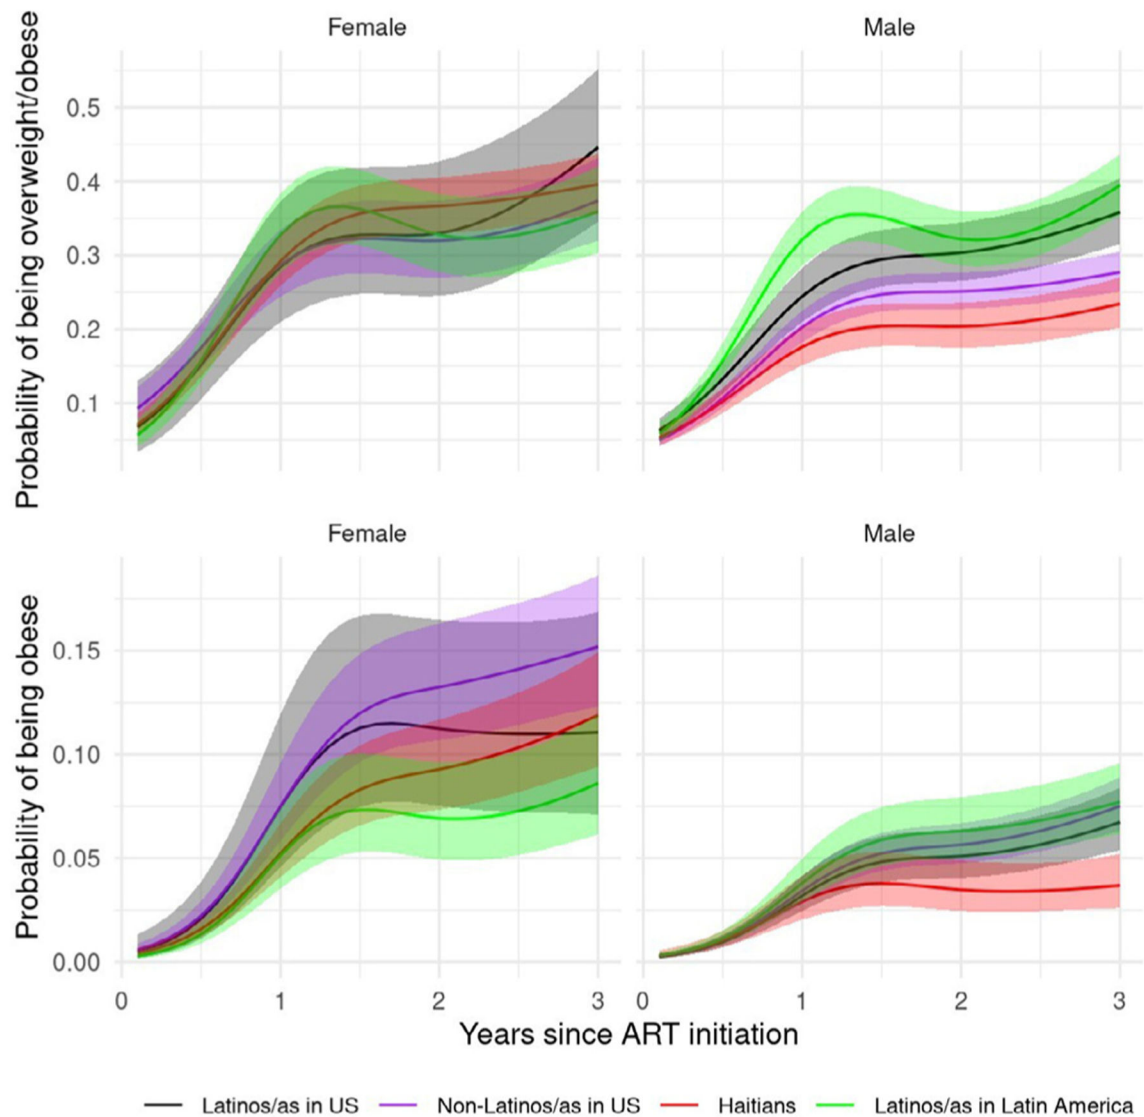 Female
Male
Probability of being overweight/obese
0.5
0.4
0.3
0.2
0.1
Female
Male
Probability of being obese
0.15
0.10
0.05
0.00
0 1 2 3 0 1 2 3
Years since ART initiation
Latinos/as in US Non-Latinos/as in US Haitians Latinos/as in Latin America